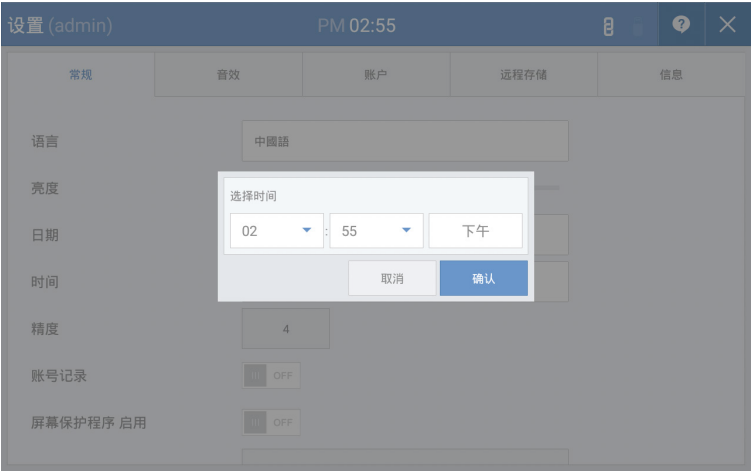 设置 (admin) PM 02:55
常规 音效 账户 远程存储 信息
语言 中國語
亮度
选择时间
日期
02 : 55 下午
时间
取消 确认
精度 4
账号记录 OFF
屏幕保护程序 启用 OFF